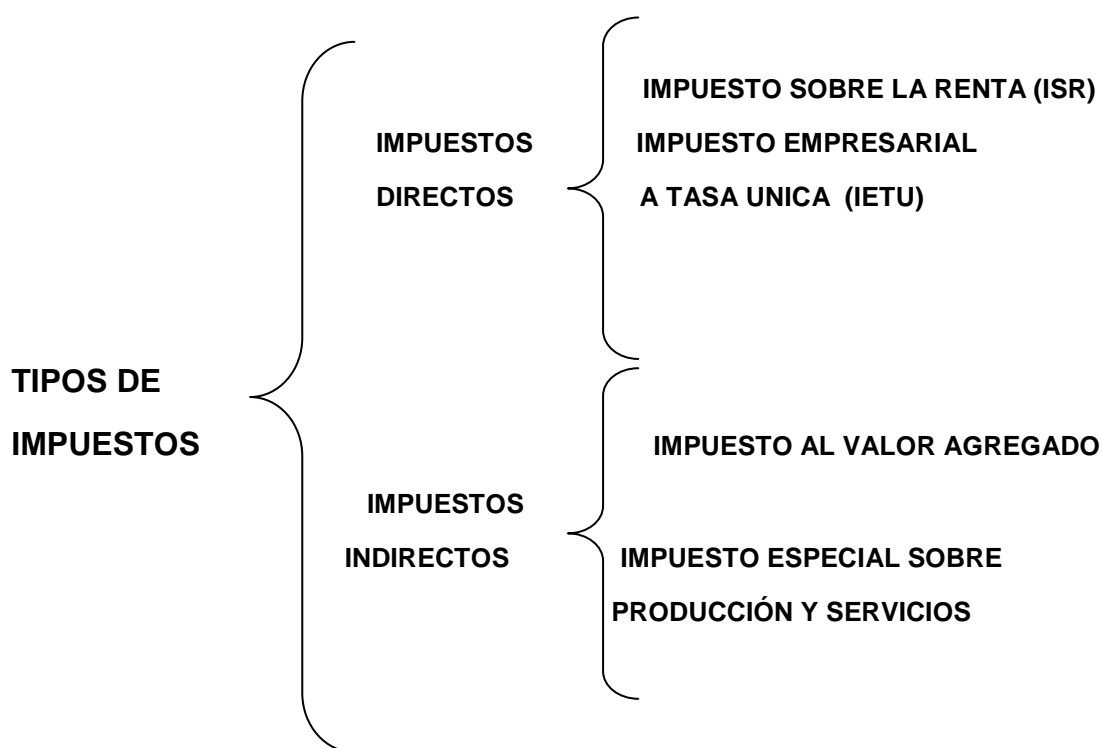 TIPOS DE
IMPUESTOS
IMPUESTOS
DIRECTOS
IMPUESTO SOBRE LA RENTA (ISR)
IMPUESTO EMPRESARIAL
A TASA UNICA (IETU)
IMPUESTOS
INDIRECTOS
IMPUESTO AL VALOR AGREGADO
IMPUESTO ESPECIAL SOBRE
PRODUCCIÓN Y SERVICIOS